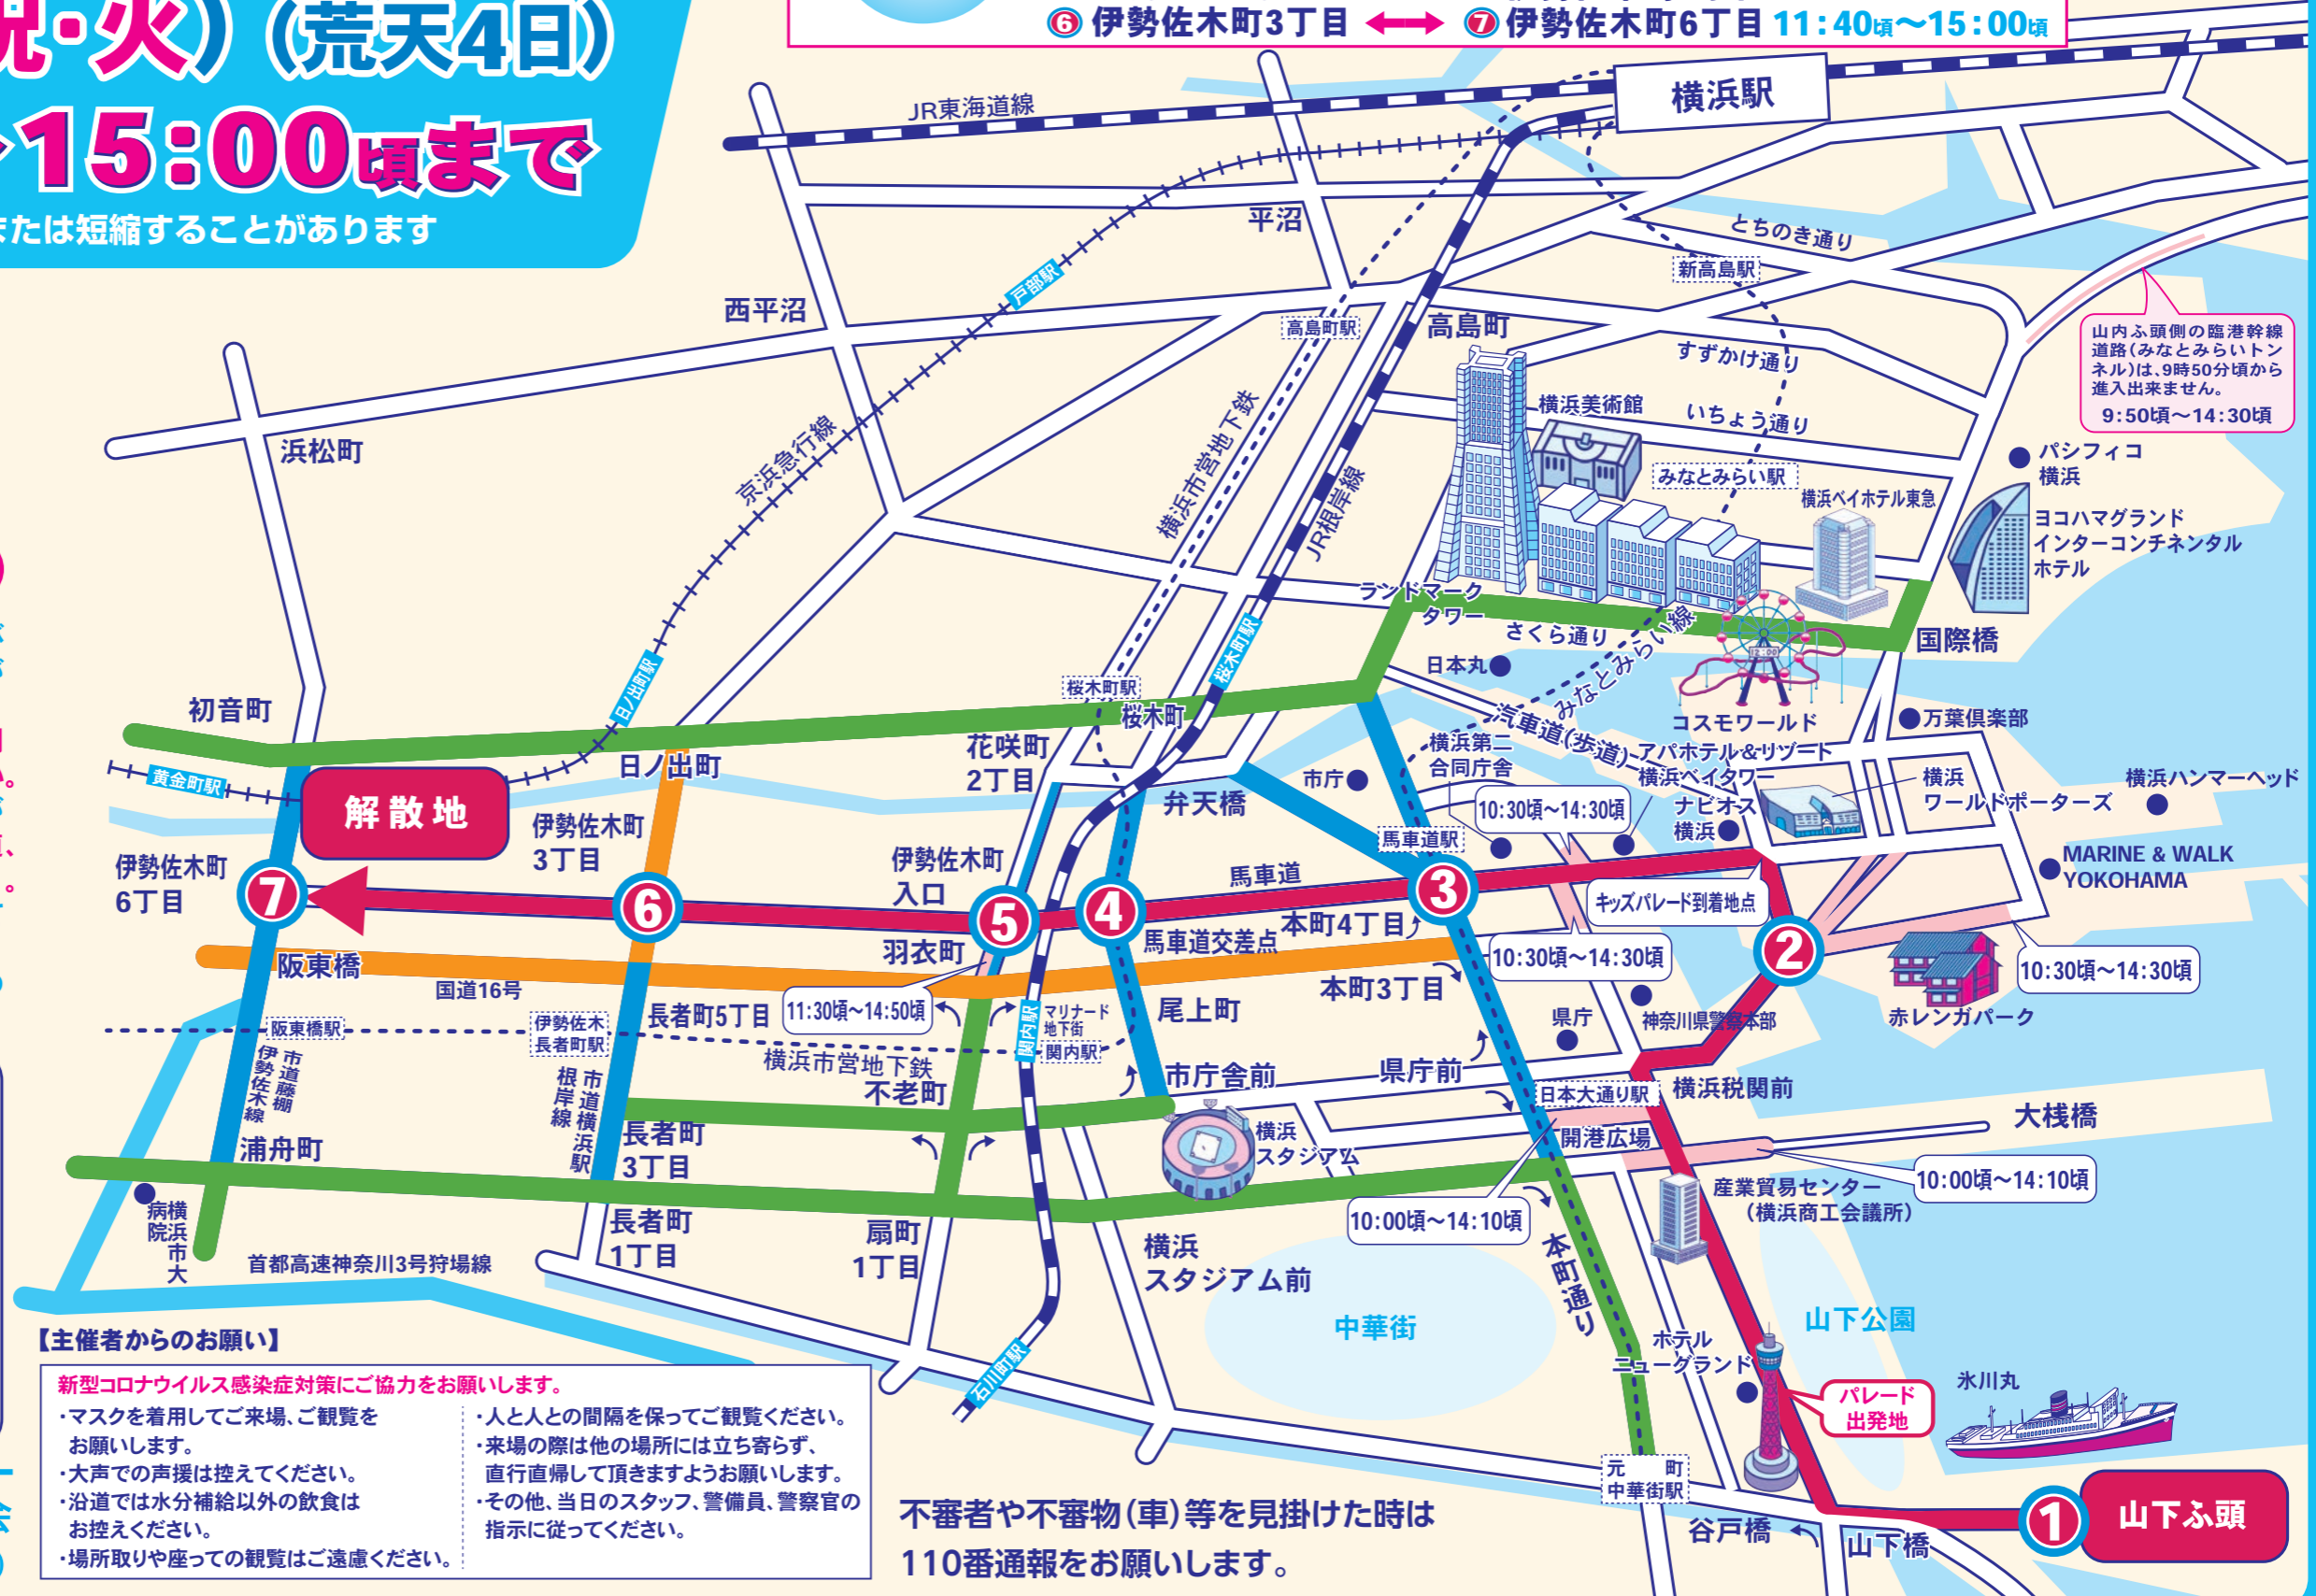 祝・火）（荒天4日）
15：00頃まで
または短縮することがあります
⑥ 伊勢佐木町3丁目 ⑦ 伊勢佐木町6丁目 11：40頃～15：00頃
横浜駅
JR東海道線
平沼
とちのき通り
新高島駅
戸部駅
西平沼
高島町駅
高島町
すずかけ通り
山内ふ頭側の臨港幹線
道路（みなとみらいトン
ネル）は、9時50分頃から
進入出来ません。
9:50頃～14:30頃
浜松町
京浜急行線
横浜市営地下鉄
JR根岸線
横浜美術館
いちょう通り
みなとみらい駅
横浜ベイホテル東急
パシフィコ
横浜
ヨコハマグランド
インターコンチネンタル
ホテル
ランドマーク
タワー
さくら通り
みなとみらい線
12:00
国際橋
日本丸
桜木町駅
日ノ出町駅
桜木町駅
桜木町
初音町
汽車道（歩道）
コスモワールド
万葉倶楽部
黄金町駅
解散地
日ノ出町
花咲町
2丁目
弁天橋
市庁
横浜第二
合同庁舎
アパホテル&リゾート
横浜ベイタワー
ナビオス
横浜
横浜
ワールドポーターズ
横浜ハンマーヘッド
10:30頃～14:30頃
馬車道駅
伊勢佐木町
3丁目
伊勢佐木町
6丁目
伊勢佐木町
入口
馬車道
MARINE & WALK
YOKOHAMA
キッズパレード到着地点
7
6
5
4
3
2
羽衣町
馬車道交差点
本町4丁目
10:30頃～14:30頃
10:30頃～14:30頃
阪東橋
国道16号
本町3丁目
赤レンガパーク
長者町5丁目
11:30頃～14:50頃
マリナード
地下街
関内駅
関内駅
尾上町
県庁
神奈川県警察本部
阪東橋駅
伊勢佐木
長者町駅
横浜市営地下鉄
市道藤棚
伊勢佐木線
市道横浜駅
根岸線
不老町
市庁舎前
県庁前
日本大通り駅
横浜税関前
大桟橋
開港広場
浦舟町
長者町
3丁目
横浜
スタジアム
産業貿易センター
（横浜商工会議所）
10:00頃～14:10頃
10:00頃～14:10頃
横浜市大
病院
長者町
1丁目
扇町
1丁目
横浜
スタジアム前
本町通り
首都高速神奈川3号狩場線
中華街
山下公園
石川町駅
ホテル
ニューグランド
パレード
出発地
氷川丸
元町
中華街駅
谷戸橋
山下橋
1
山下ふ頭
【主催者からのお願い】
新型コロナウイルス感染症対策にご協力をお願いします。
・マスクを着用してご来場、ご観覧を
お願いします。
・大声での声援は控えてください。
・沿道では水分補給以外の飲食は
お控えください。
・場所取りや座っての観覧はご遠慮ください。
・人と人との間隔を保ってご観覧ください。
・来場の際は他の場所には立ち寄らず、
直行直帰して頂きますようお願いします。
・その他、当日のスタッフ、警備員、警察官の
指示に従ってください。
不審者や不審物（車）等を見掛けた時は
110番通報をお願いします。